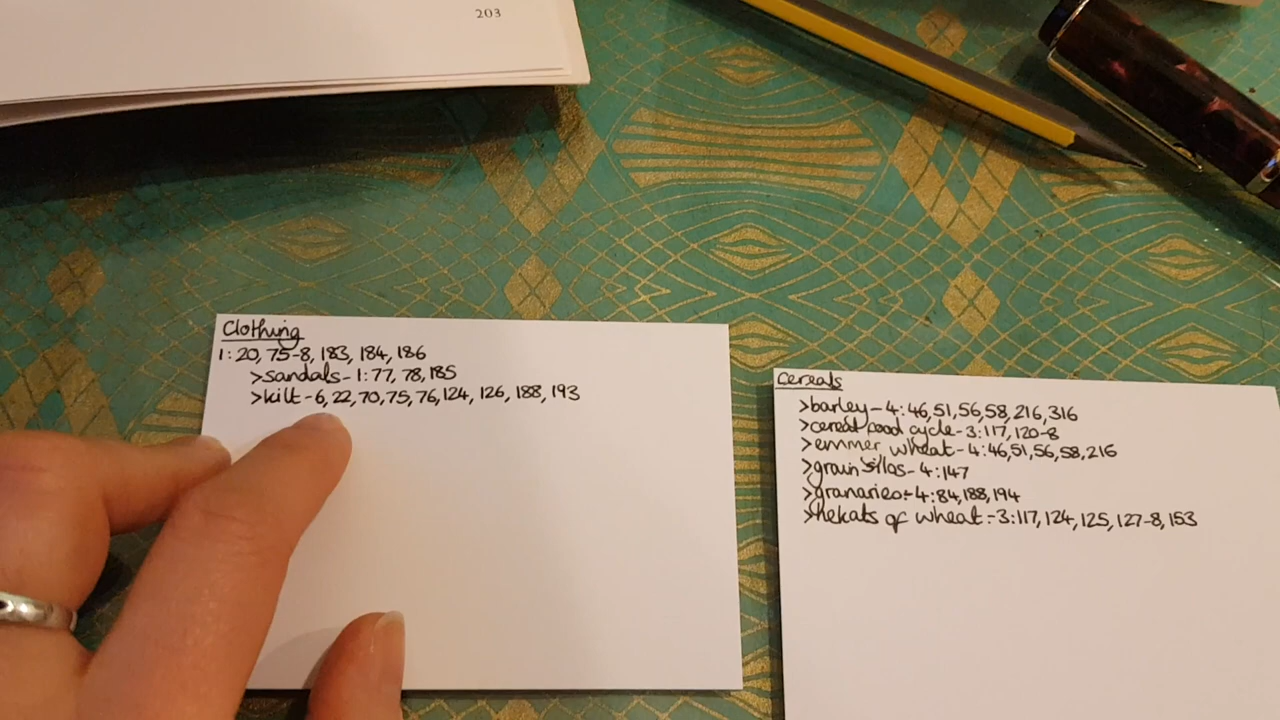 203
Clothing
1:20, 75-8, 183, 184, 186
>sandals-1:77, 78, 185
>kilt-6, 22, 70, 75, 76, 124, 126, 188, 193
cereals
>barley-4:46, 51, 56, 58, 216, 316
>cereal food cycle-3:117, 120-8
>emmer wheat-4:46, 51, 56, 58, 216
>grain silos-4:147
>granaries-4:84, 188, 194
>hekats of wheat-3:117, 124, 125, 127-8, 153